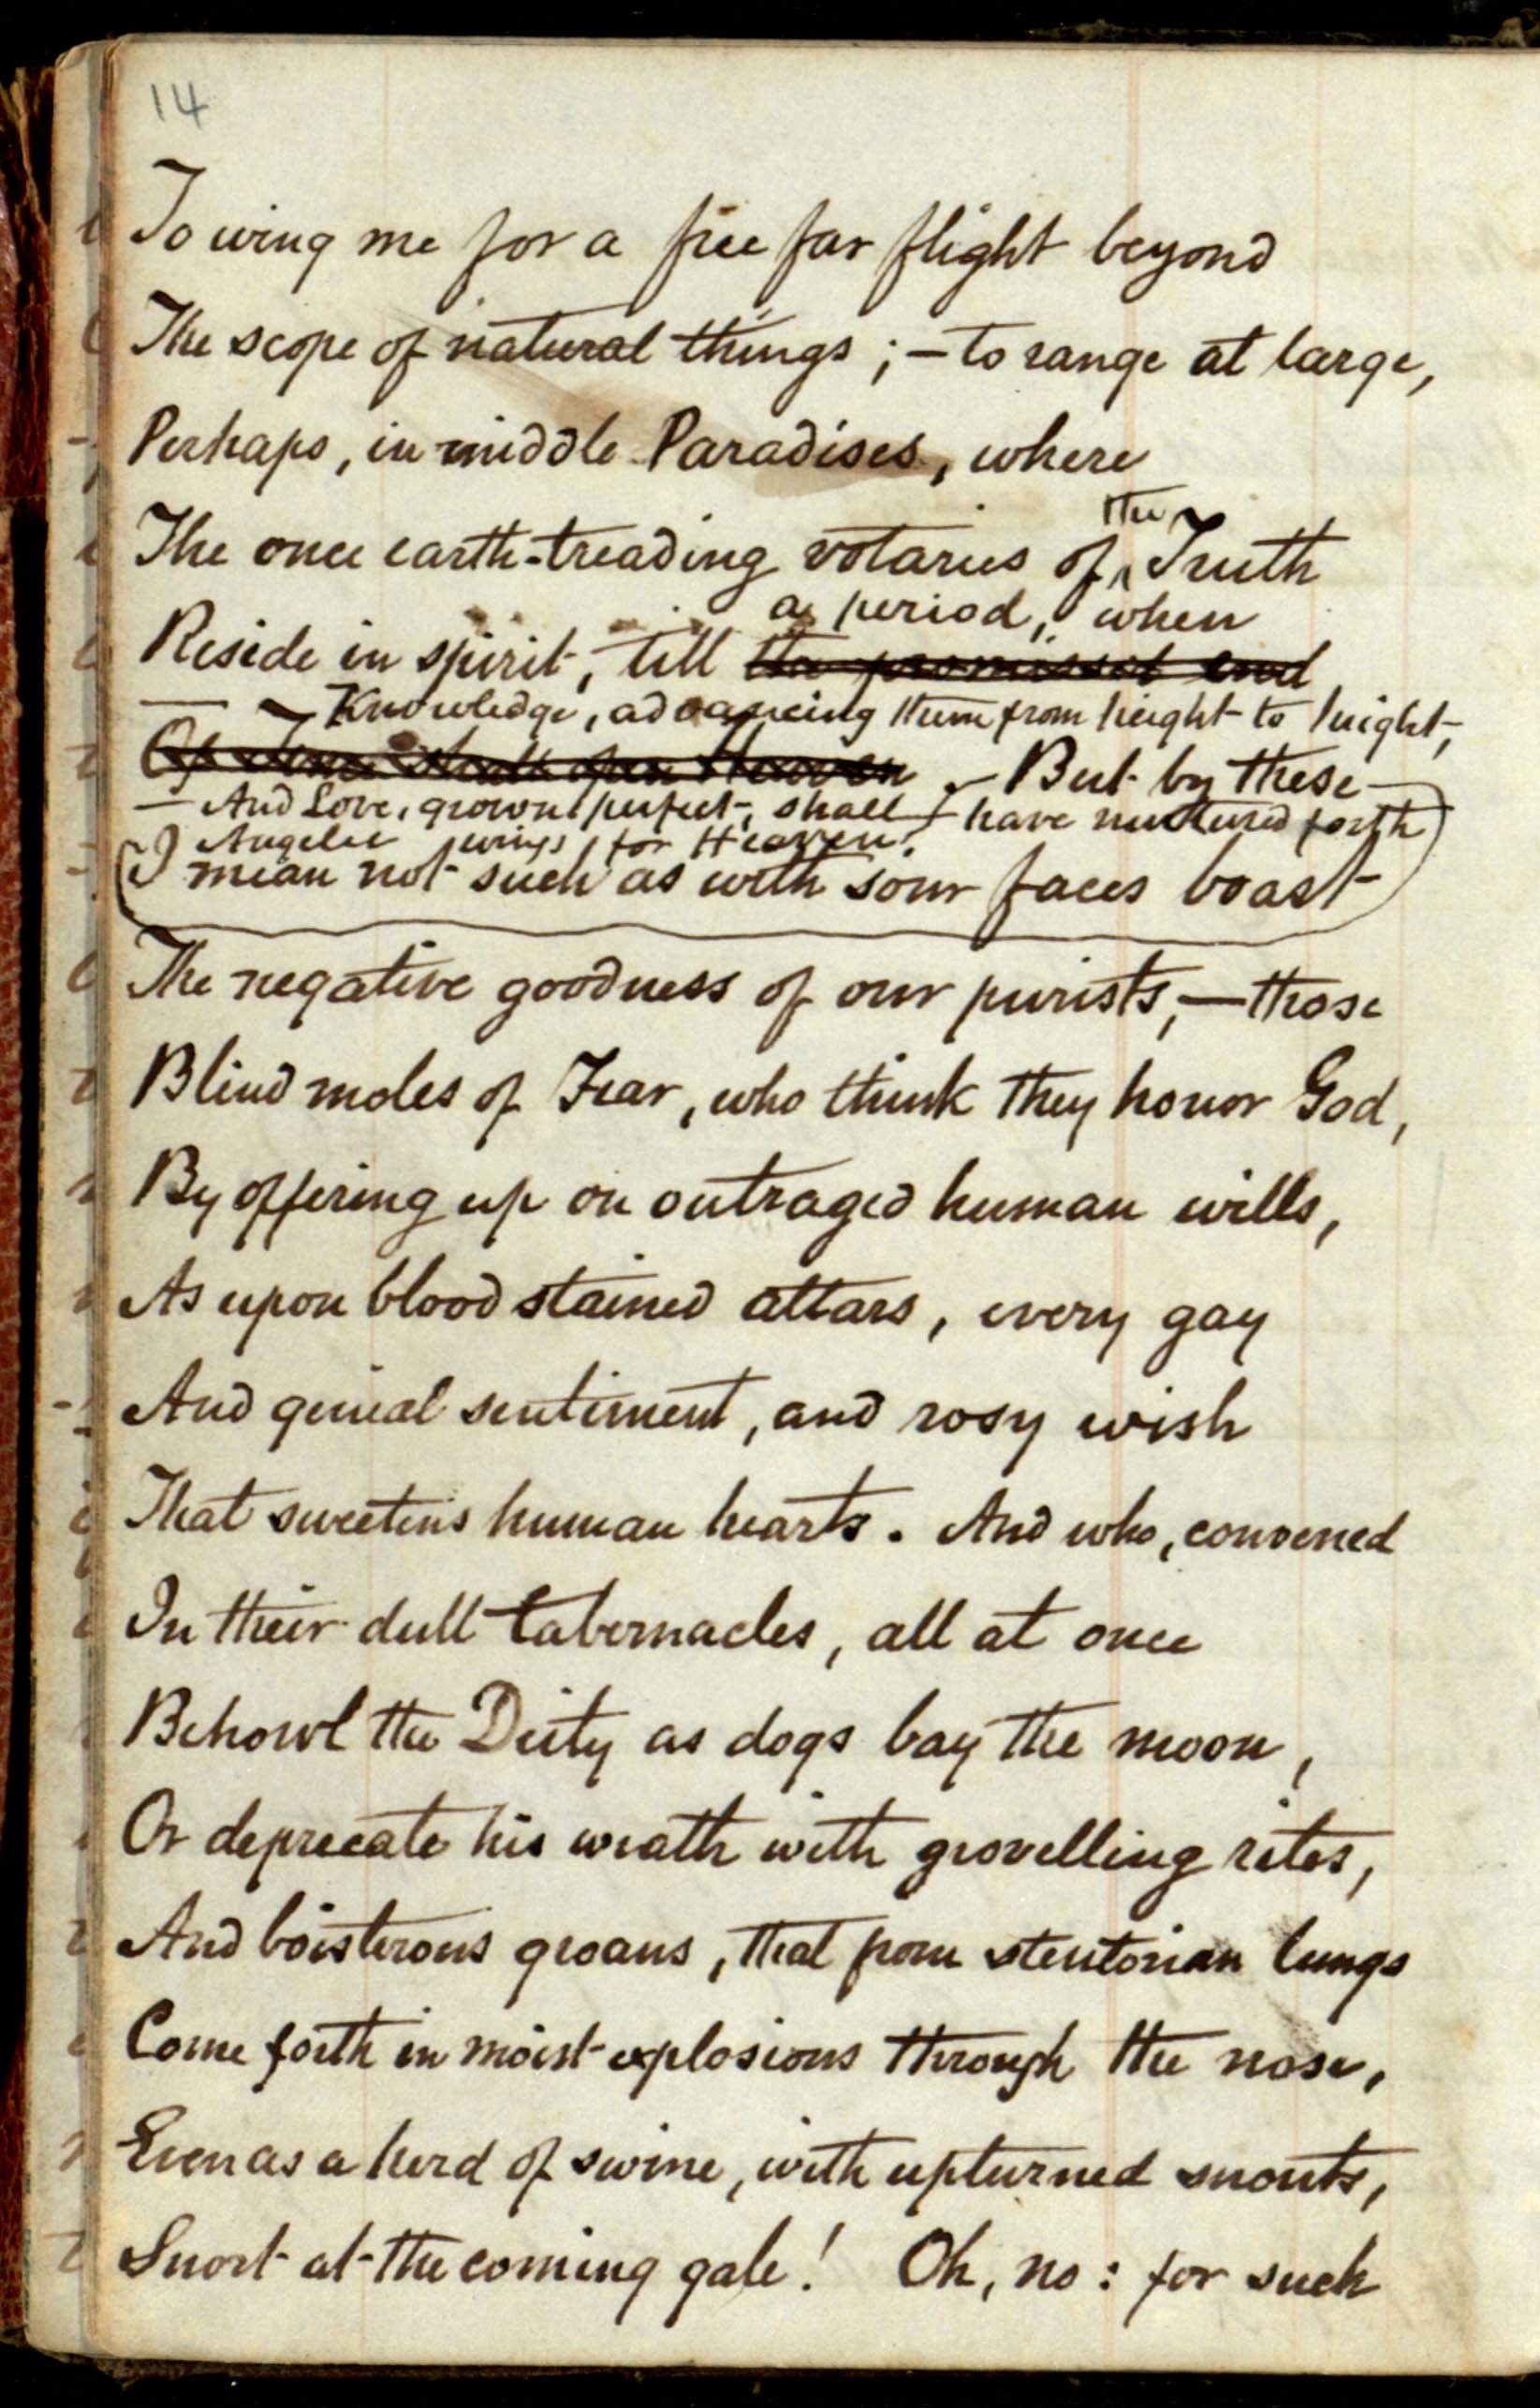 14
To wing me for a free far flight beyond
The scope of natural things; — to range at large,
Perhaps, in middle Paradises, where
the
The once earth-treading votaries of ^ Truth
a period, when
Reside in spirit, till the promised end
— Knowledge, advancing them from height to height,
Of time shall open Heaven. — But by these —
— And Love, grown perfect, shall have nurtured forth
Angelic wings for Heaven.
(I mean not such as with sour faces boast
The negative goodness of our purists, — those
Blind moles of Fear, who think they honor God,
By offering up on outraged human wills,
As upon blood stained altars, every gay
And genial sentiment, and rosy wish
That sweetens human hearts. And who, convened
In their dull tabernacles, all at once
Behowl the Deity as dogs bay the moon,
Or deprecate his wrath with grovelling rites,
And boisterous groans, that from stentorian lungs
Come forth in moist explosions through the nose,
Even as a herd of swine, with upturned snouts,
Snort at the coming gale! Oh, no: for such